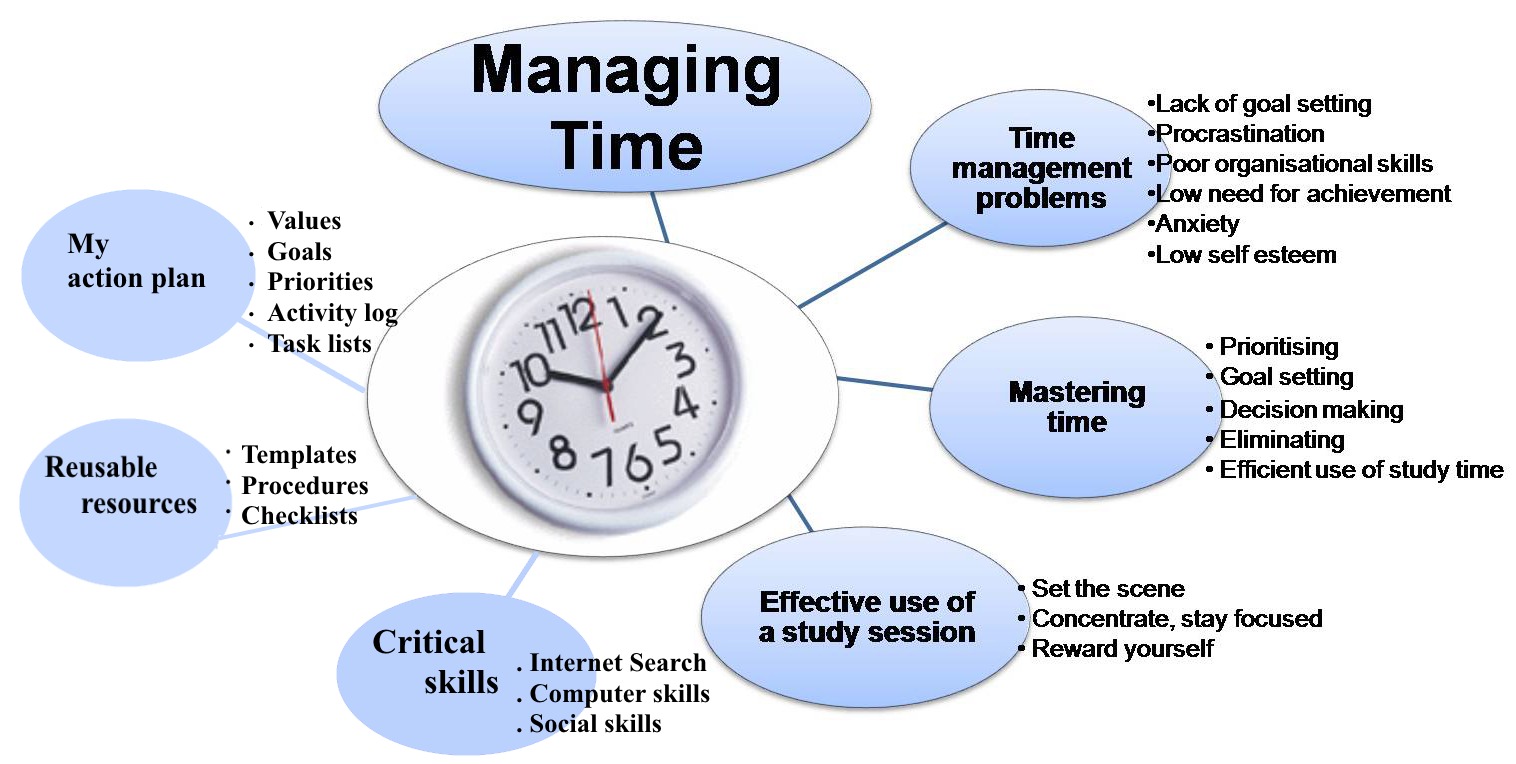 Managing
Time
Time
management
problems
•Lack of goal setting
•Procrastination
•Poor organisational skills
•Low need for achievement
•Anxiety
•Low self esteem
Mastering
time
• Prioritising
• Goal setting
• Decision making
• Eliminating
• Efficient use of study time
Effective use of
a study session
• Set the scene
• Concentrate, stay focused
• Reward yourself
Critical
skills
. Internet Search
. Computer skills
. Social skills
Reusable
resources
· Templates
· Procedures
· Checklists
My
action plan
· Values
· Goals
· Priorities
· Activity log
· Task lists
12
1
2
3
4
5
6
7
8
9
10
11